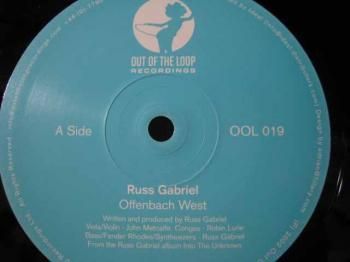 OUT OF THE LOOP
RECORDINGS
A Side
OOL 019
Russ Gabriel
Offenbach West
Written and produced by Russ Gabriel
Viola/Violin - John Metcalfe, Congas - Robin Lurie
Bass/Fender Rhodes/Synthesizers - Russ Gabriel
From the Russ Gabriel album Into The Unknown